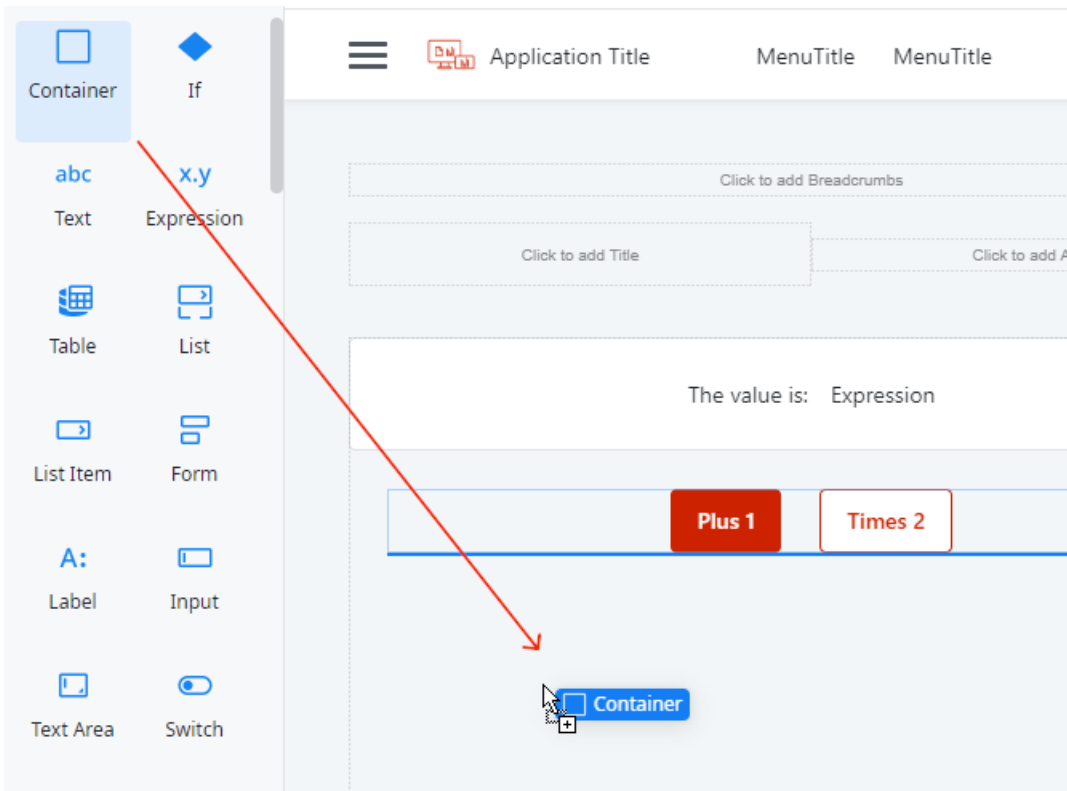 Container
If
abc
x.y
Text
Expression
Table
List
List Item
Form
A:
Label
Input
Text Area
Switch
Application Title
MenuTitle
MenuTitle
Click to add Breadcrumbs
Click to add Title
Click to add A
The value is: Expression
Plus 1
Times 2
Container